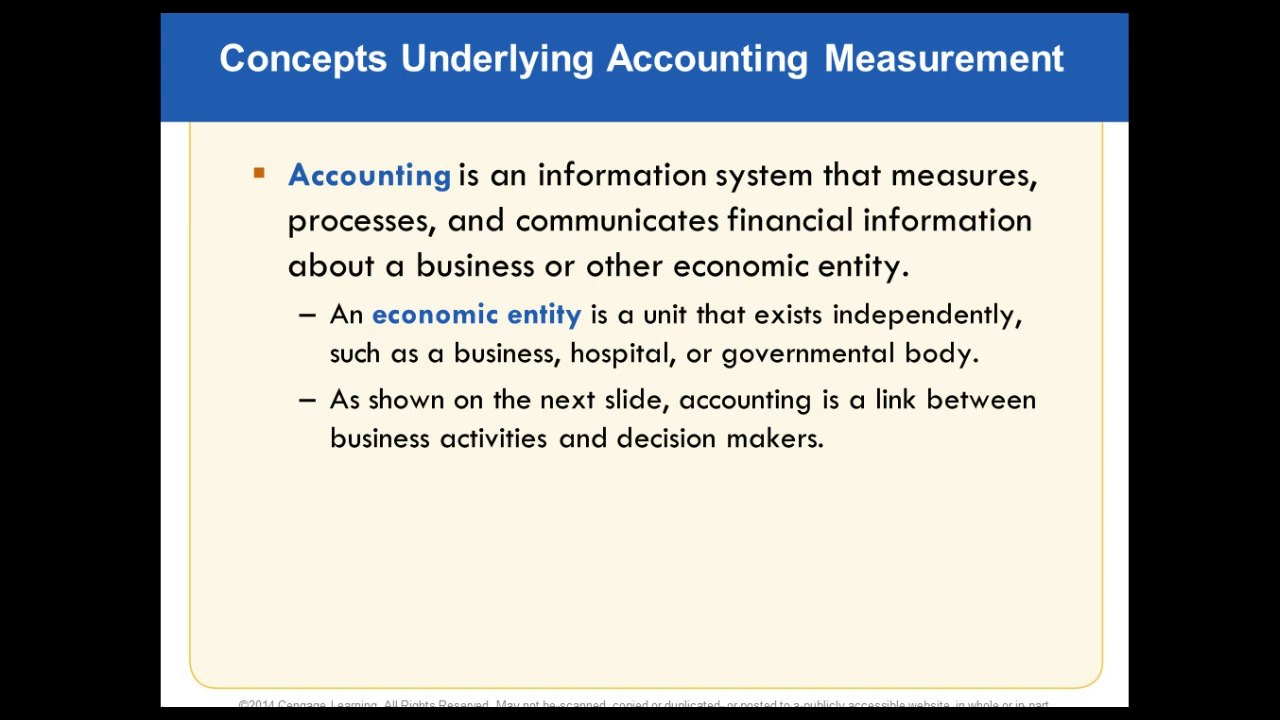 Concepts Underlying Accounting Measurement
▪ Accounting is an information system that measures,
processes, and communicates financial information
about a business or other economic entity.
– An economic entity is a unit that exists independently,
such as a business, hospital, or governmental body.
– As shown on the next slide, accounting is a link between
business activities and decision makers.
©2014 Cengage Learning. All Rights Reserved. May not be scanned, copied or duplicated, or posted to a publicly accessible website, in whole or in part.